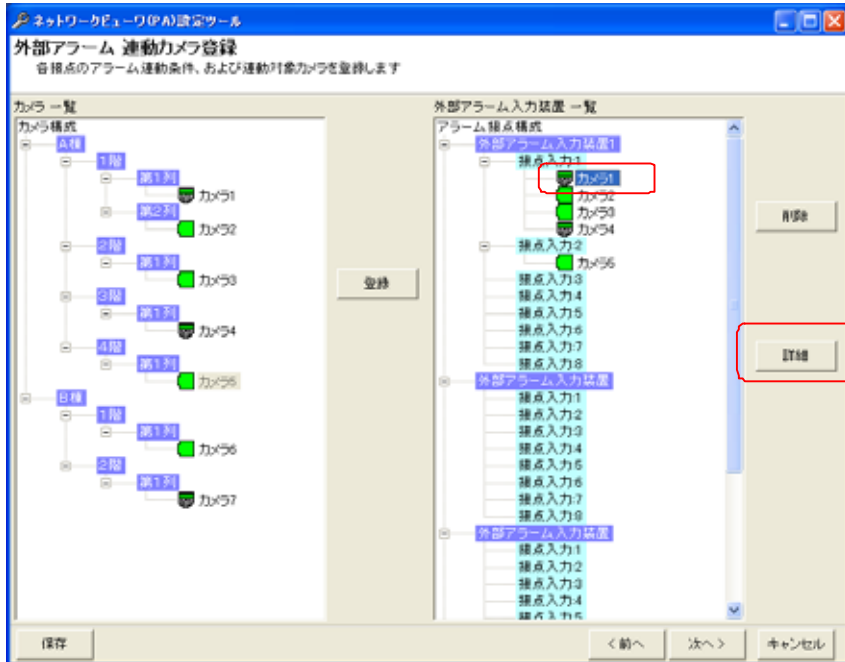 ネットワークビューワ(PA)設定ツール
外部アラーム 連動カメラ登録
各接点のアラーム連動条件、および連動対象カメラを登録します
カメラ 一覧
カメラ構成
A棟
1階
第1列
カメラ1
第2列
カメラ2
2階
第1列
カメラ3
3階
第1列
カメラ4
4階
第1列
カメラ5
B棟
1階
第1列
カメラ6
2階
第1列
カメラ7
登録
外部アラーム入力装置 一覧
アラーム接点構成
外部アラーム入力装置1
接点入力:1
カメラ1
カメラ2
カメラ3
カメラ4
接点入力:2
カメラ5
接点入力:3
接点入力:4
接点入力:5
接点入力:6
接点入力:7
接点入力:8
外部アラーム入力装置
接点入力:1
接点入力:2
接点入力:3
接点入力:4
接点入力:5
接点入力:6
接点入力:7
接点入力:8
外部アラーム入力装置
接点入力:1
接点入力:2
接点入力:3
接点入力:4
接点入力:5
削除
詳細
保存
<前へ
次へ>
キャンセル